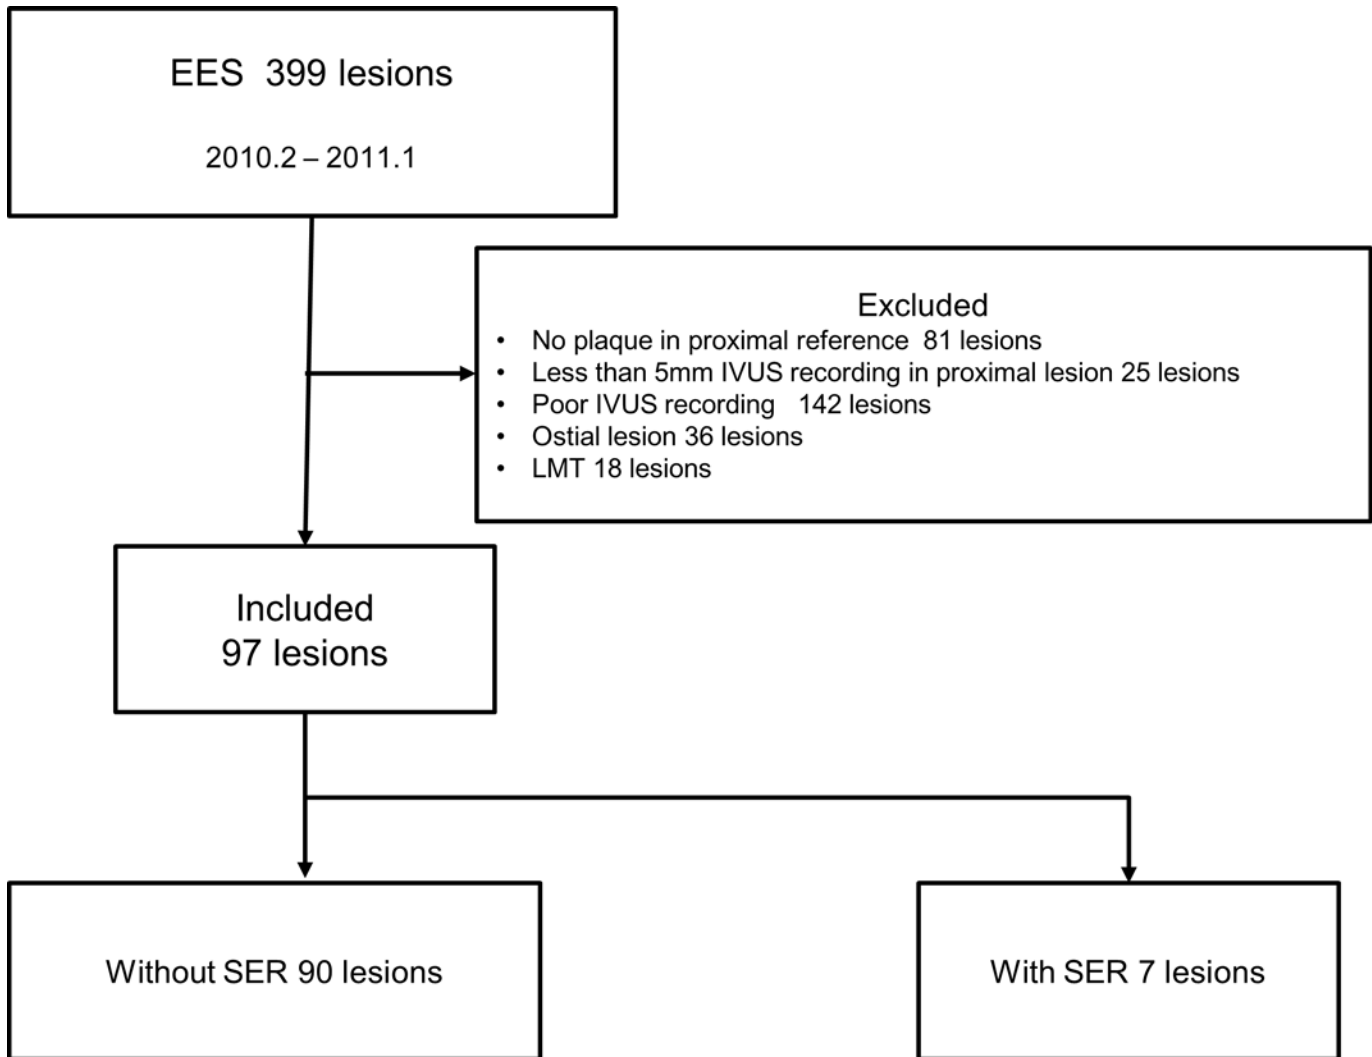 EES 399 lesions
2010.2 – 2011.1
Excluded
• No plaque in proximal reference 81 lesions
• Less than 5mm IVUS recording in proximal lesion 25 lesions
• Poor IVUS recording 142 lesions
• Ostial lesion 36 lesions
• LMT 18 lesions
Included
97 lesions
Without SER 90 lesions
With SER 7 lesions